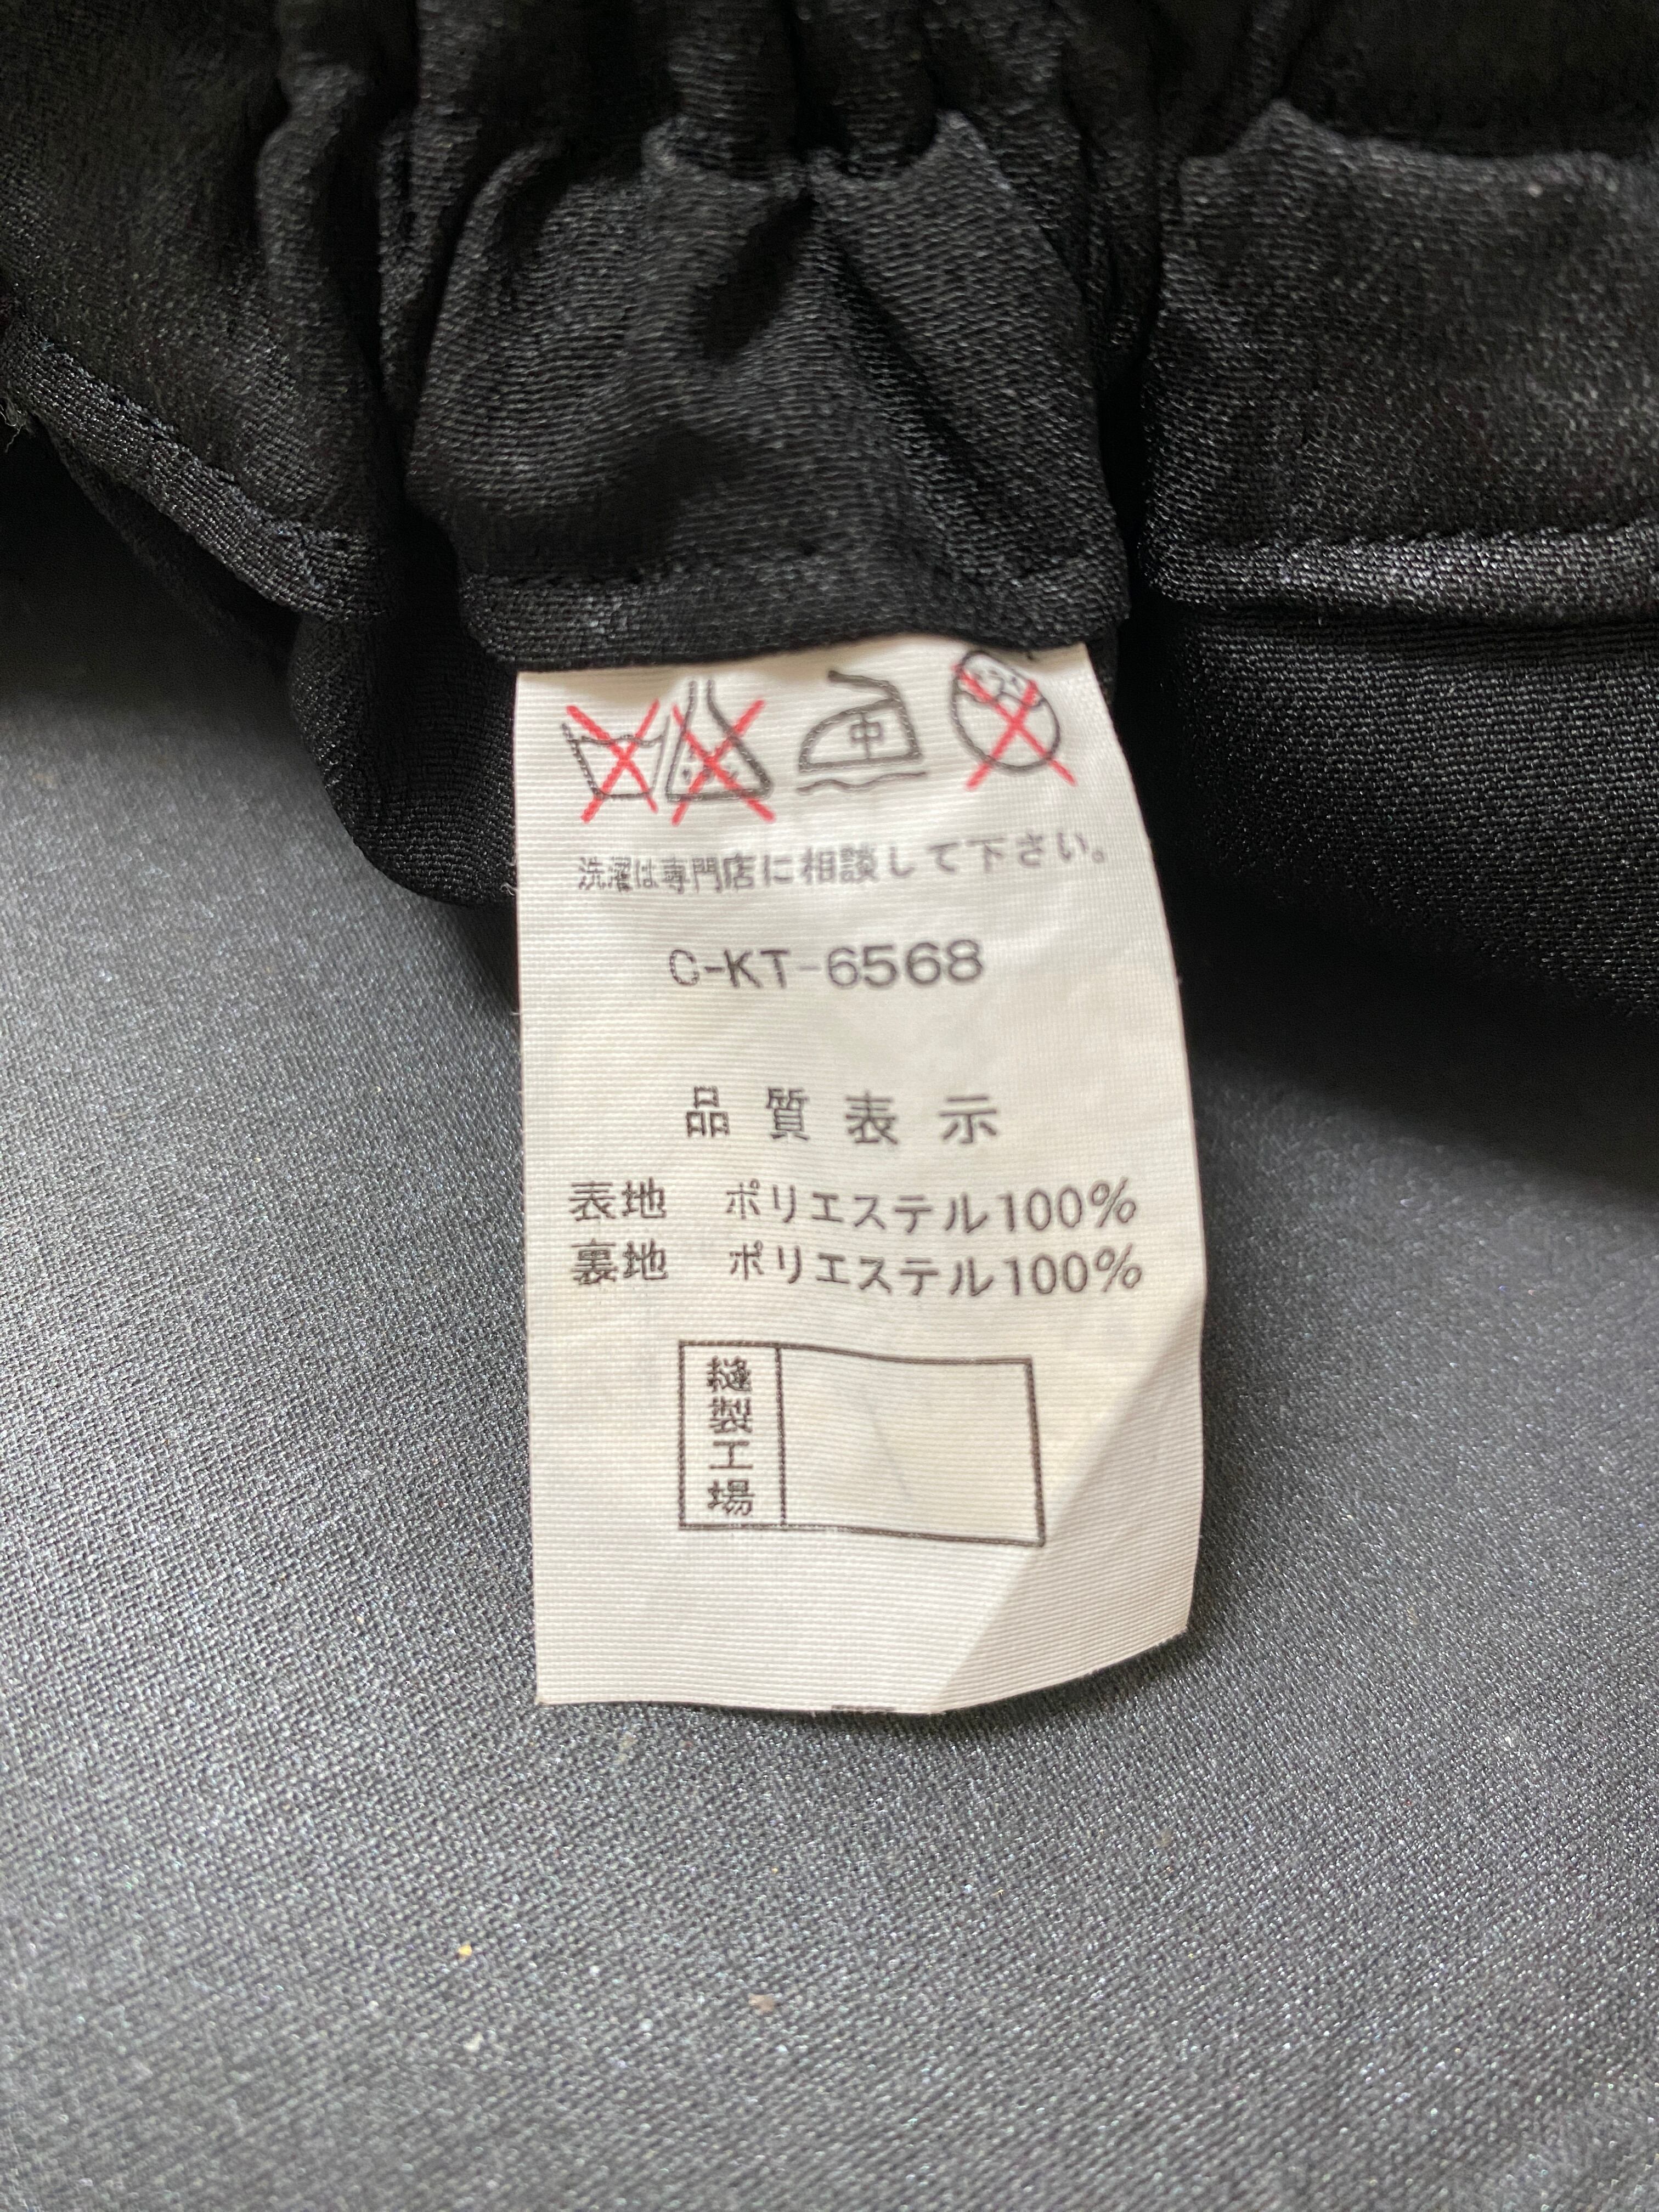 中
洗濯は専門店に相談して下さい。
C-KT-6568
品質表示
表地 ポリエステル100%
裏地 ポリエステル100%
縫製工場